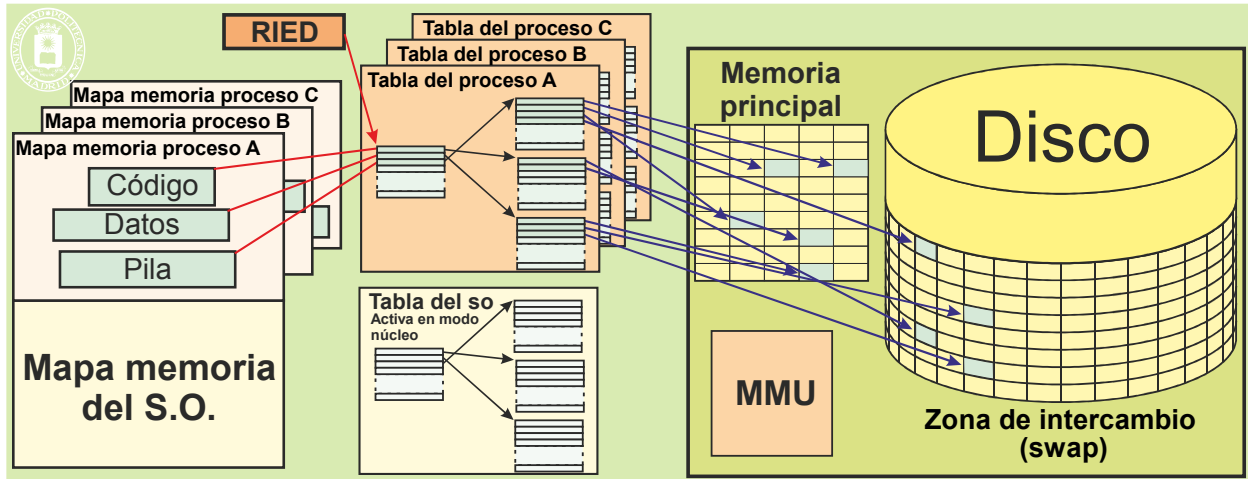 RIED
Tabla del proceso C
Tabla del proceso B
Tabla del proceso A
Mapa memoria proceso C
Mapa memoria proceso B
Mapa memoria proceso A
Código
Datos
Pila
Mapa memoria
del S.O.
Tabla del so
Activa en modo
núcleo
Memoria
principal
Disco
MMU
Zona de intercambio
(swap)
UNIVERSIDAD POLITÉCNICA